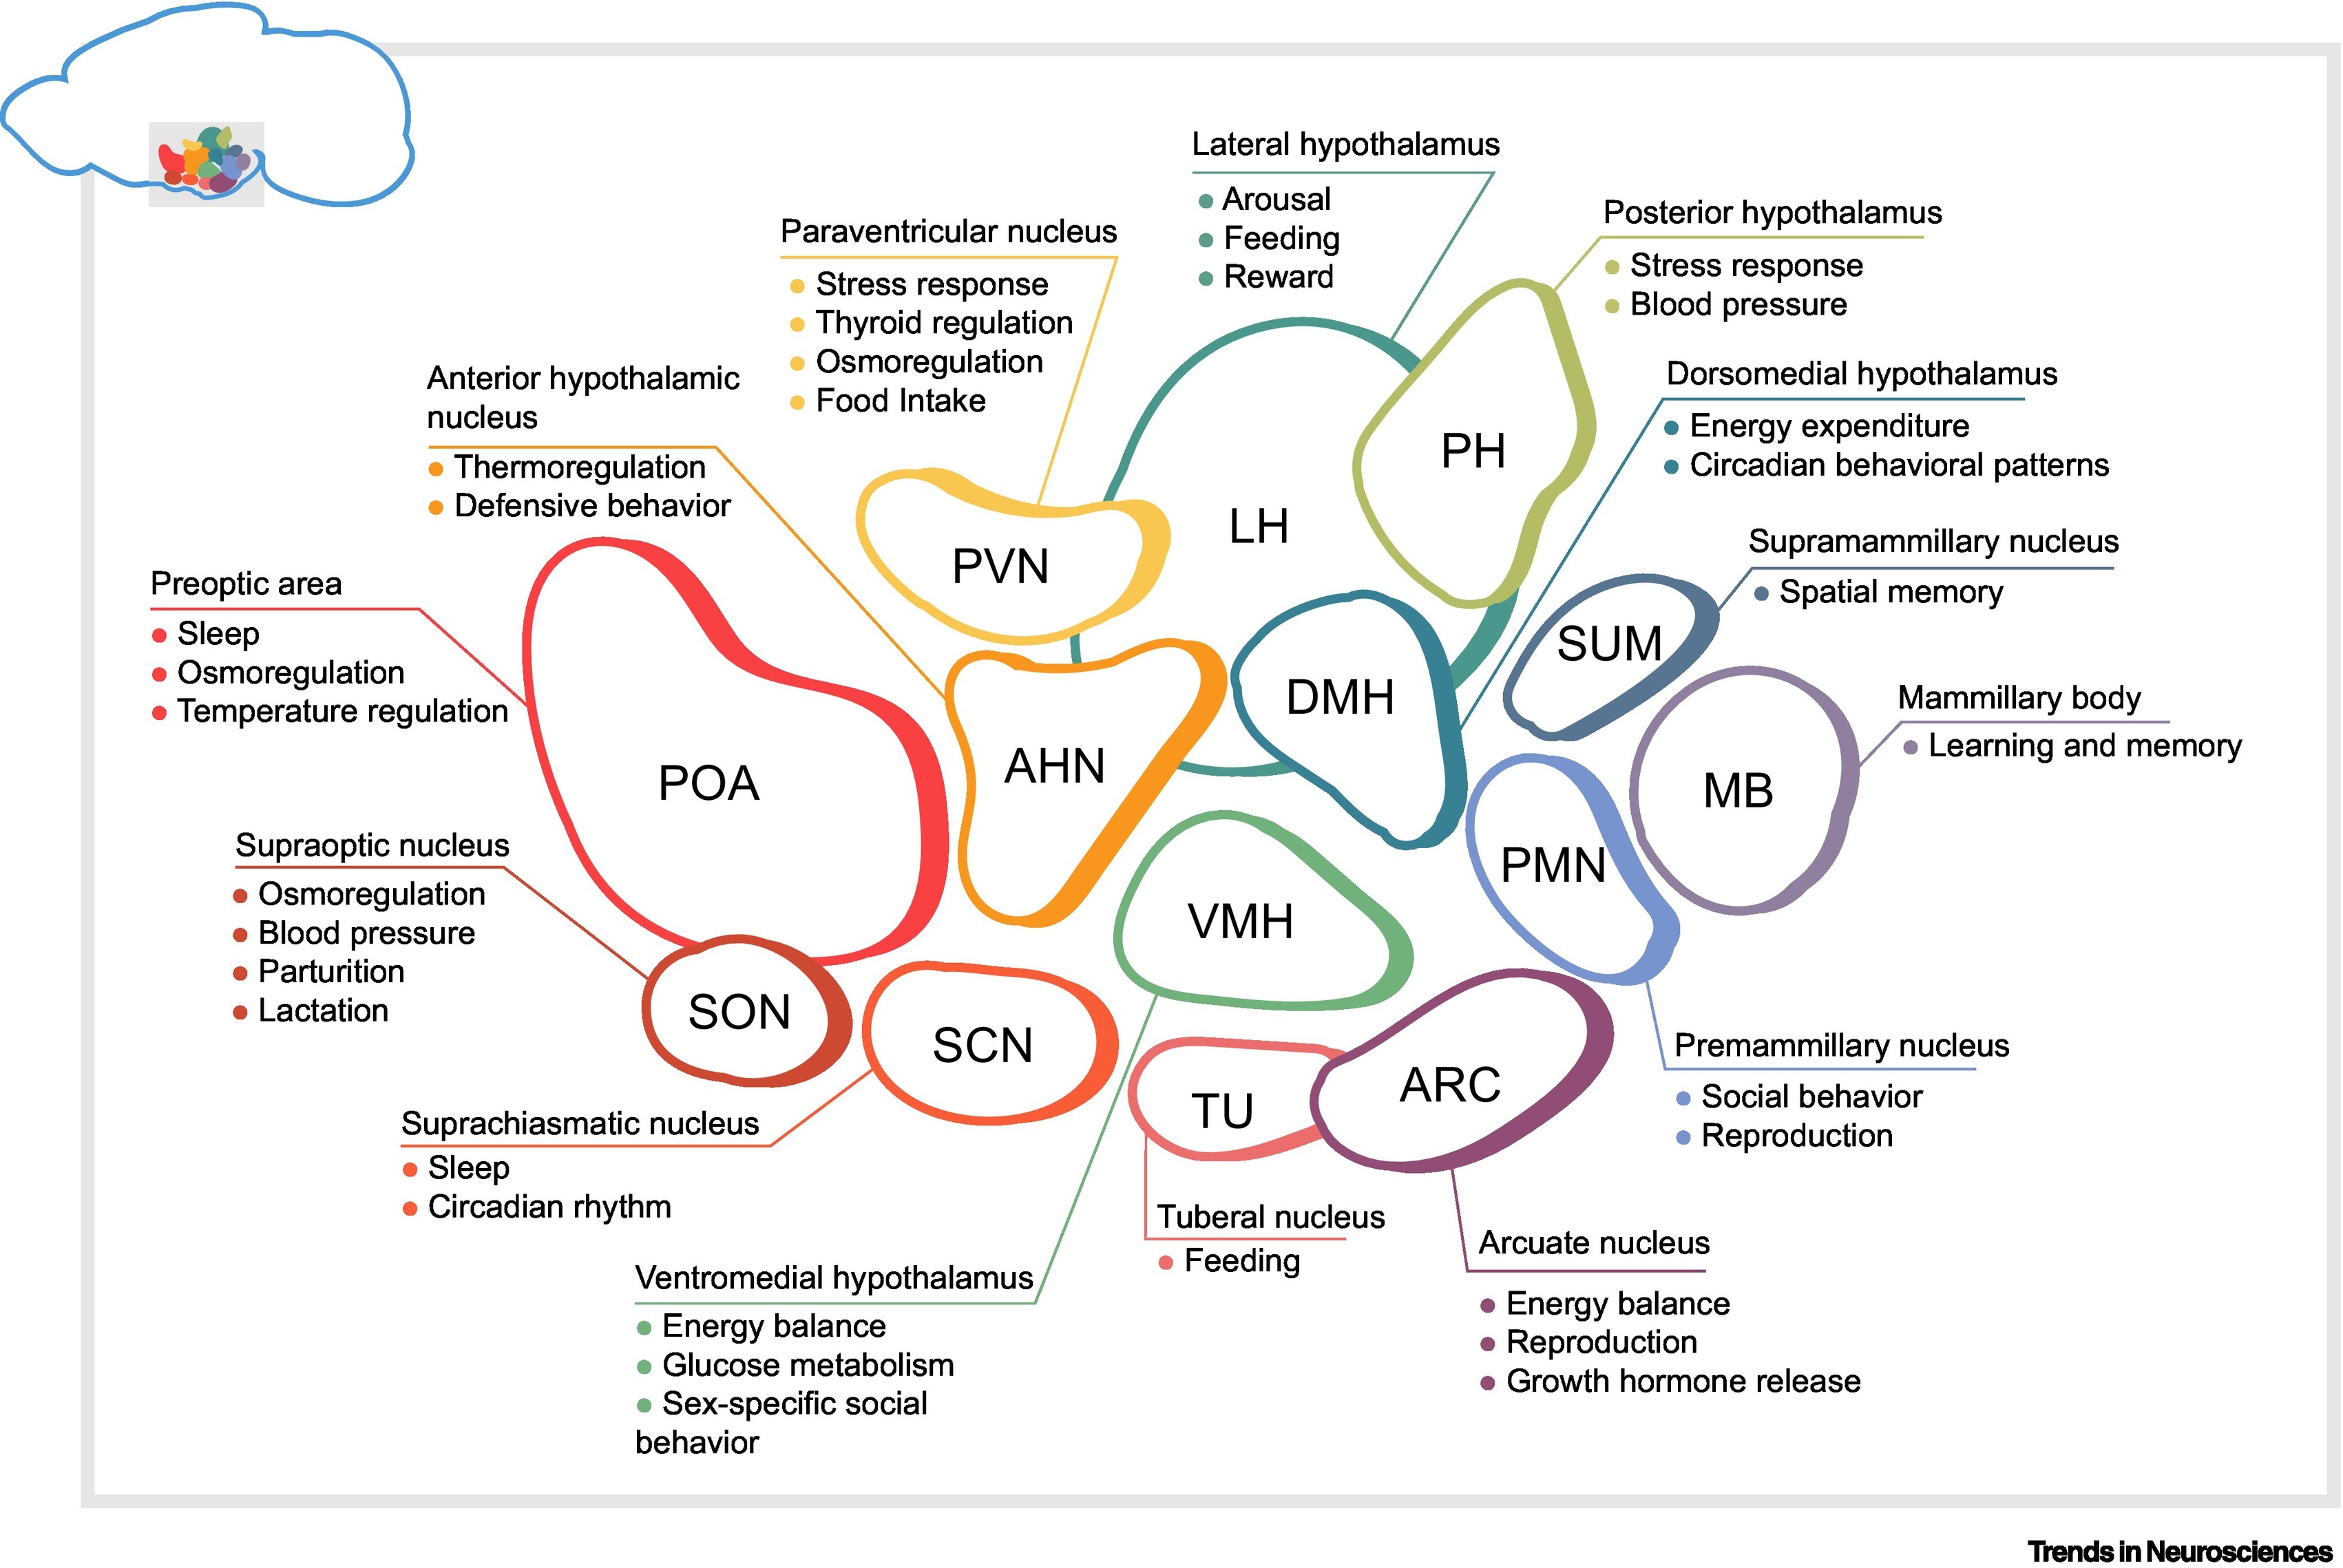 Lateral hypothalamus
Arousal
Feeding
Reward
Posterior hypothalamus
Stress response
Blood pressure
Paraventricular nucleus
Stress response
Thyroid regulation
Osmoregulation
Food Intake
Anterior hypothalamic
nucleus
Thermoregulation
Defensive behavior
Dorsomedial hypothalamus
Energy expenditure
Circadian behavioral patterns
Supramammillary nucleus
Spatial memory
Preoptic area
Sleep
Osmoregulation
Temperature regulation
Mammillary body
Learning and memory
PH
LH
PVN
SUM
DMH
AHN
POA
MB
PMN
VMH
SON
SCN
ARC
TU
Supraoptic nucleus
Osmoregulation
Blood pressure
Parturition
Lactation
Premammillary nucleus
Social behavior
Reproduction
Suprachiasmatic nucleus
Sleep
Circadian rhythm
Tuberal nucleus
Feeding
Arcuate nucleus
Energy balance
Reproduction
Growth hormone release
Ventromedial hypothalamus
Energy balance
Glucose metabolism
Sex-specific social
behavior
Trends in Neurosciences